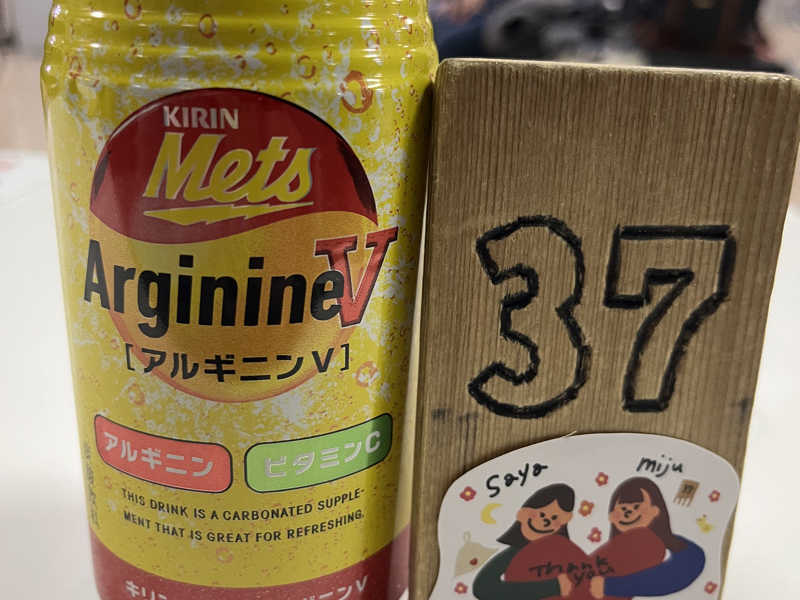 KIRIN
Mets
ArginineV
[アルギニンV]
アルギニン
ビタミンC
THIS DRINK IS A CARBONATED SUPPLE-
MENT THAT IS GREAT FOR REFRESHING.
37
Saya
miju
Thank
you